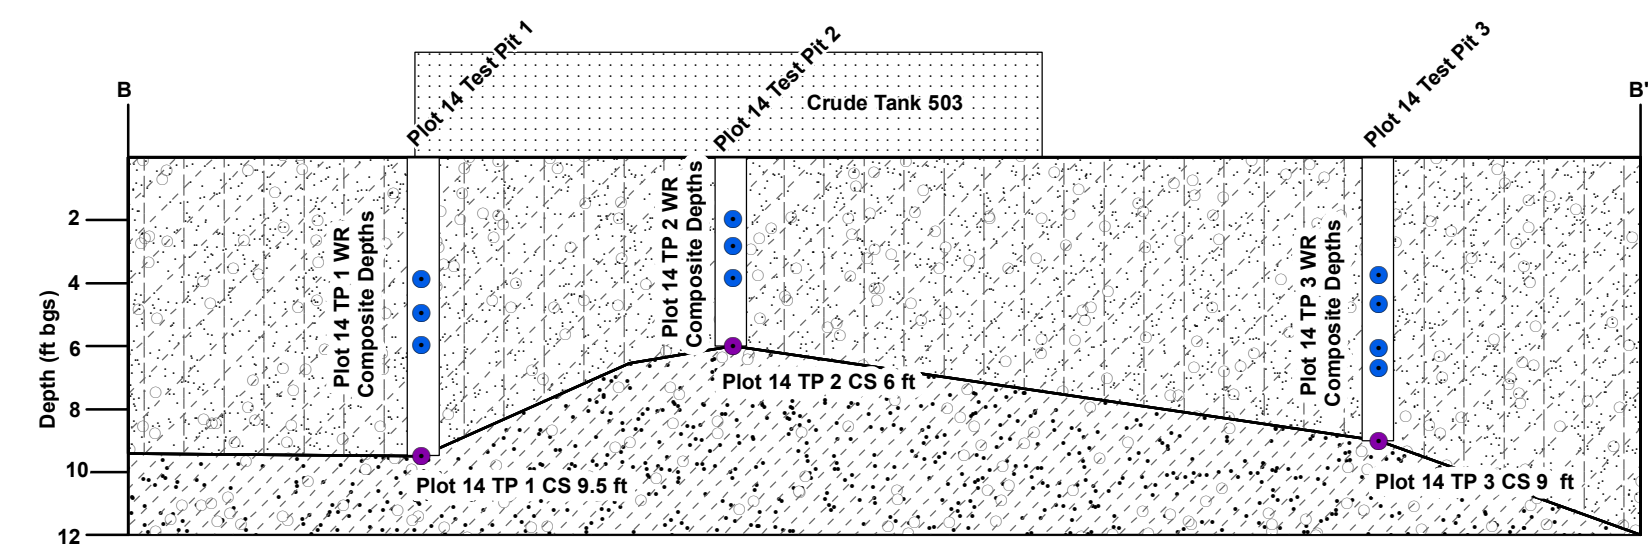 Plot 14 Test Pit 1
Plot 14 Test Pit 2
Plot 14 Test Pit 3
B
Crude Tank 503
B'
Depth (ft bgs)
2
4
6
8
10
12
Plot 14 TP 1 WR
Composite Depths
Plot 14 TP 2 WR
Composite Depths
Plot 14 TP 3 WR
Composite Depths
Plot 14 TP 1 CS 9.5 ft
Plot 14 TP 2 CS 6 ft
Plot 14 TP 3 CS 9 ft